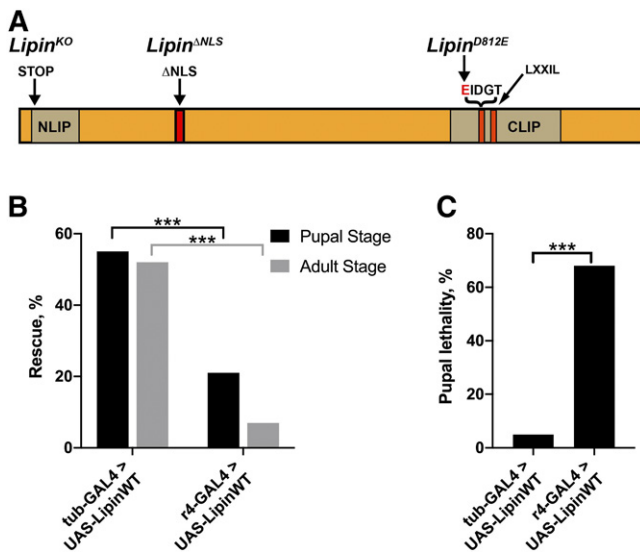 A
Lipin^KO
Lipin^ΔNLS
Lipin^D812E
STOP
ΔNLS
LXXIL
EIDGT
NLIP
CLIP
B
***
***
Pupal Stage
Adult Stage
Rescue, %
60
40
20
0
tub-GAL4 >
UAS-LipinWT
r4-GAL4 >
UAS-LipinWT
C
***
Pupal lethality, %
80
60
40
20
0
tub-GAL4 >
UAS-LipinWT
r4-GAL4 >
UAS-LipinWT